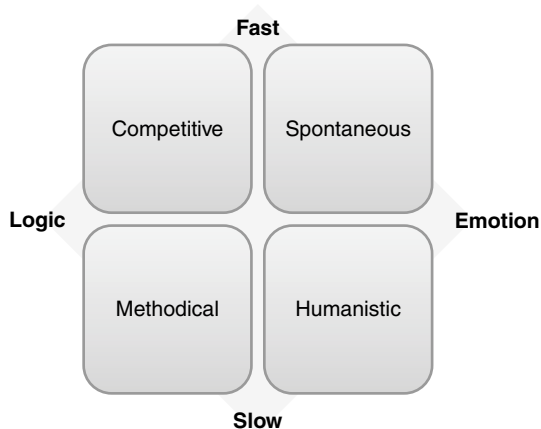 Fast
Competitive
Spontaneous
Logic
Emotion
Methodical
Humanistic
Slow